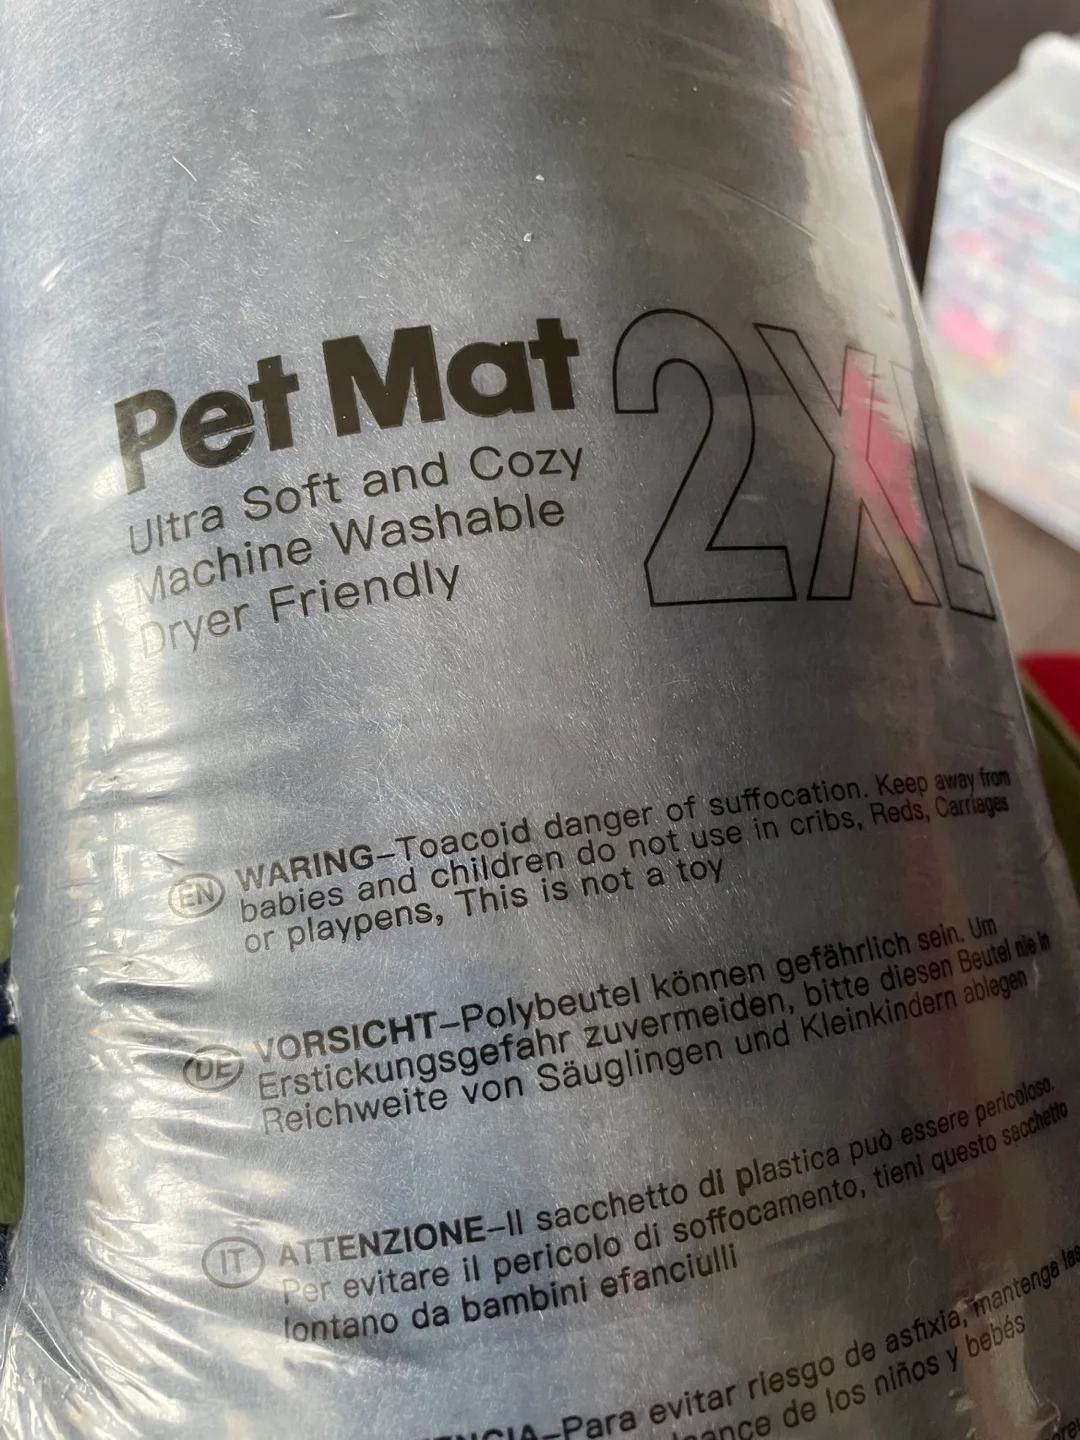 Pet Mat 2XL
Ultra Soft and Cozy
Machine Washable
Dryer Friendly
EN WARING-Toacoid danger of suffocation. Keep away from
babies and children do not use in cribs, Reds, Carriages
or playpens, This is not a toy
DE VORSICHT-Polybeutel können gefährlich sein. Um
Erstickungsgefahr zuvermeiden, bitte diesen Beutel nie in
Reichweite von Säuglingen und Kleinkindern ablegen
IT ATTENZIONE-Il sacchetto di plastica può essere pericoloso.
Per evitare il pericolo di soffocamento, tieni questo sacchetto
lontano da bambini efanciulli
Para evitar riesgo de asfixia, mantenga
de los niños y bebés